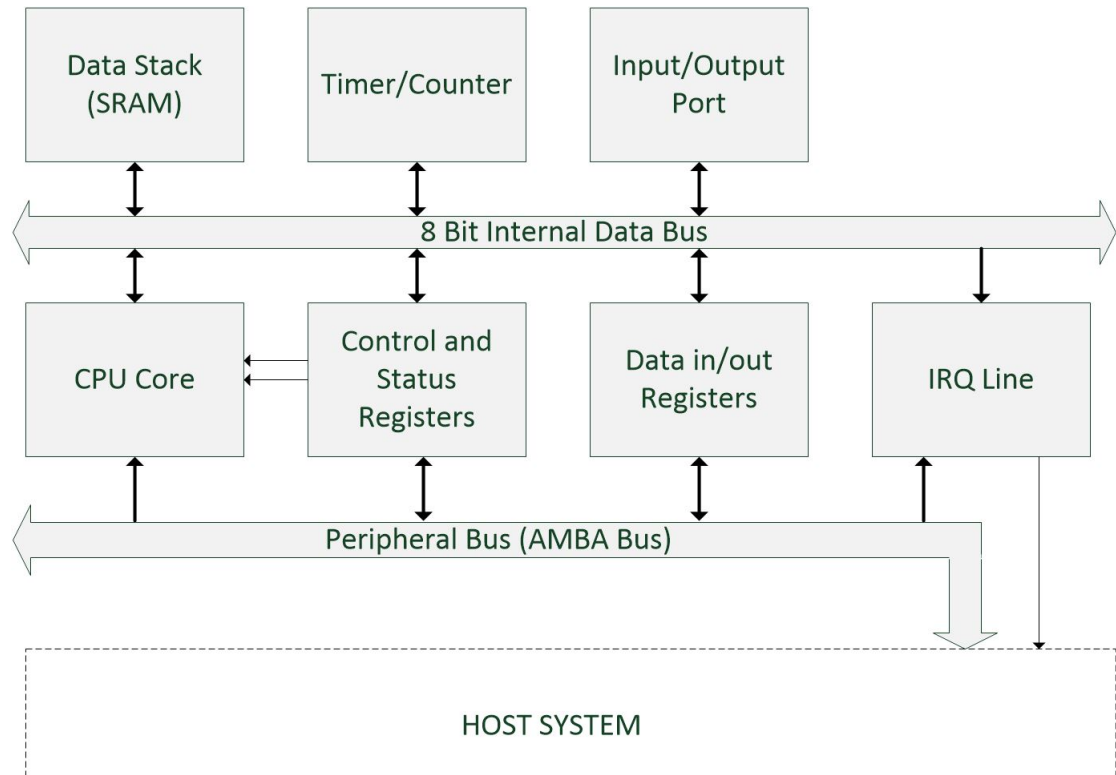 Data Stack
(SRAM)
Timer/Counter
Input/Output
Port
8 Bit Internal Data Bus
CPU Core
Control and
Status
Registers
Data in/out
Registers
IRQ Line
Peripheral Bus (AMBA Bus)
HOST SYSTEM